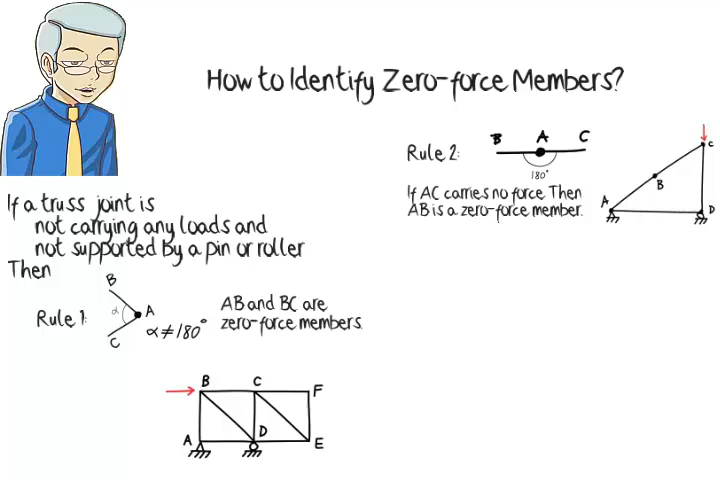 How to Identify Zero-force Members?
If a truss joint is
not carrying any loads and
not supported by a pin or roller
Then
Rule 1:
B
A
C
α
α ≠ 180°
AB and BC are
zero-force members.
B C F
A D E
Rule 2:
B A C
180°
If AC carries no force Then
AB is a zero-force member.
C
B
A
D